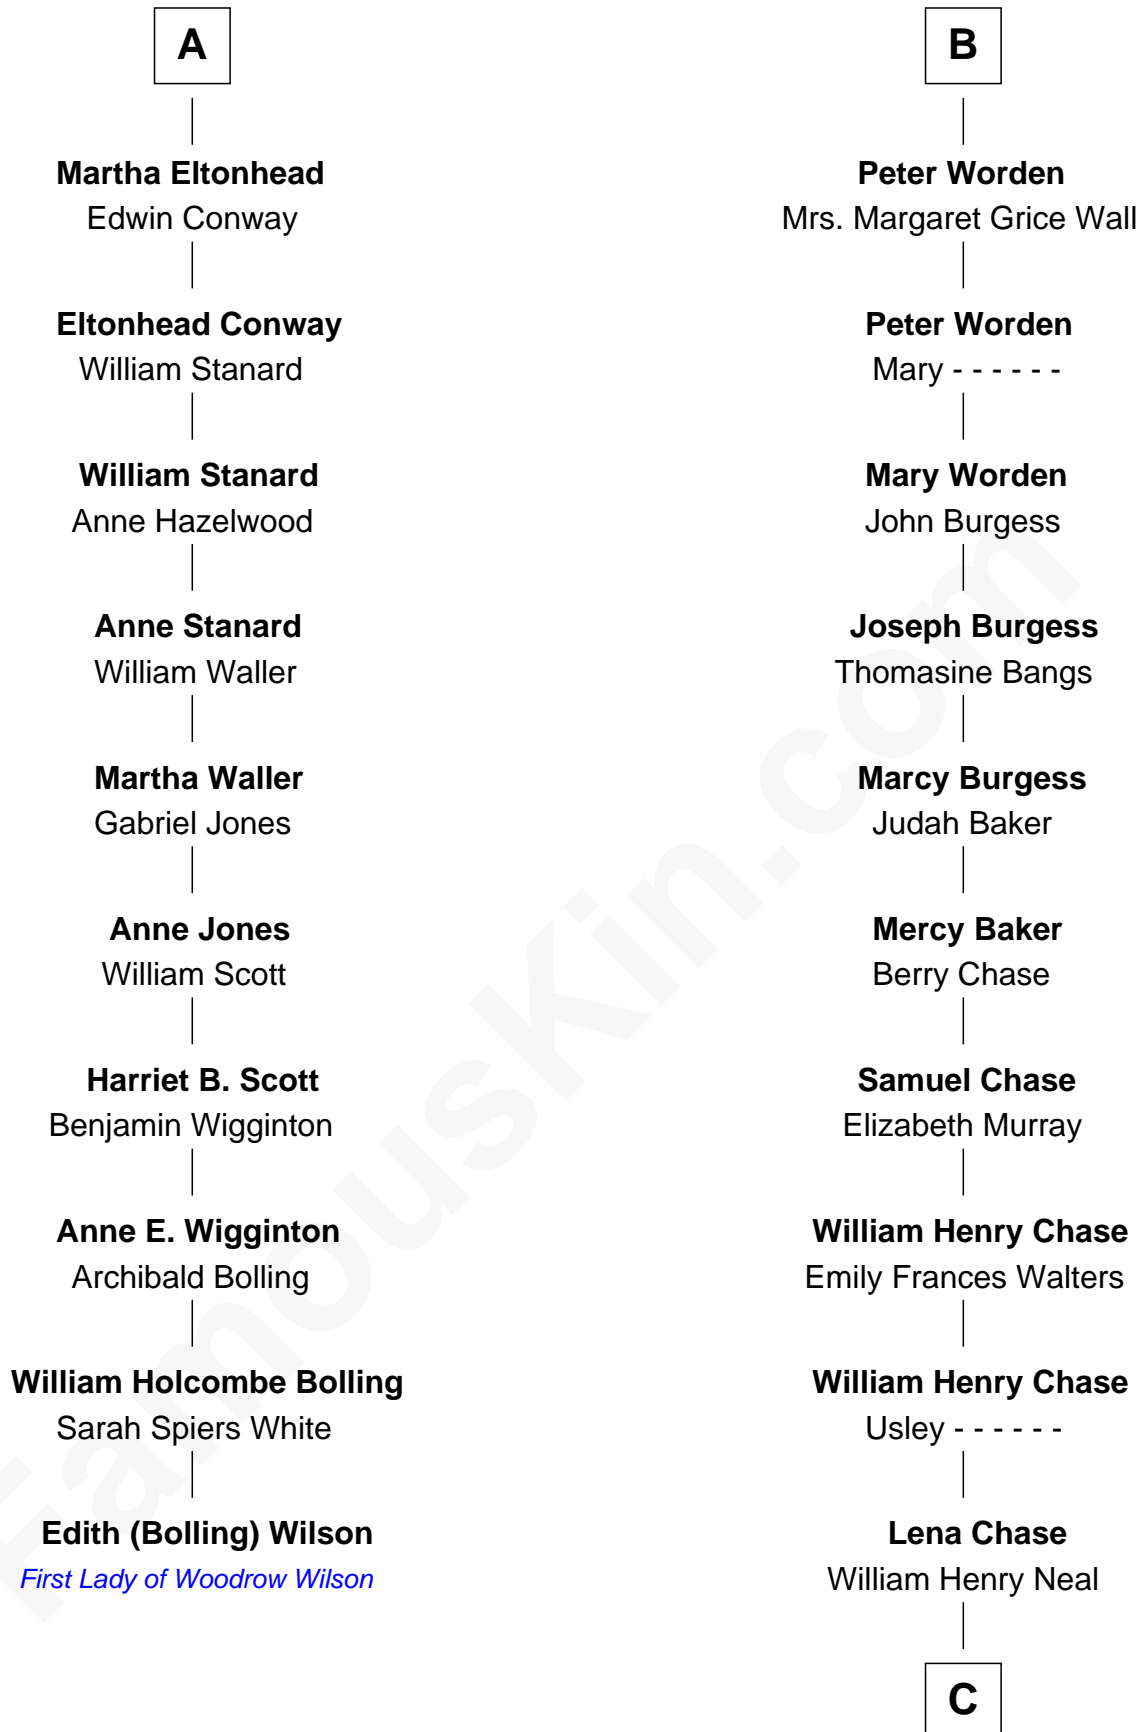 A
Martha Eltonhead
Edwin Conway
Eltonhead Conway
William Stanard
William Stanard
Anne Hazelwood
Anne Stanard
William Waller
Martha Waller
Gabriel Jones
Anne Jones
William Scott
Harriet B. Scott
Benjamin Wigginton
Anne E. Wigginton
Archibald Bolling
William Holcombe Bolling
Sarah Spiers White
Edith (Bolling) Wilson
First Lady of Woodrow Wilson
B
Peter Worden
Mrs. Margaret Grice Wall
Peter Worden
Mary - - - - - -
Mary Worden
John Burgess
Joseph Burgess
Thomasine Bangs
Marcy Burgess
Judah Baker
Mercy Baker
Berry Chase
Samuel Chase
Elizabeth Murray
William Henry Chase
Emily Frances Walters
William Henry Chase
Usley - - - - - -
Lena Chase
William Henry Neal
C
FamousKin.com